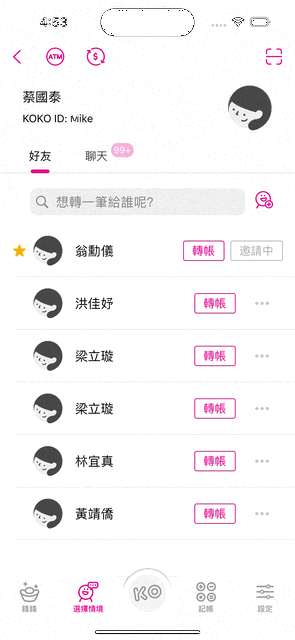 4:53
ATM
$
蔡國泰
KOKO ID: Mike
好友
聊天 99+
想轉一筆給誰呢?
翁勳儀 轉帳 邀請中
洪佳妤 轉帳
梁立璇 轉帳
梁立璇 轉帳
林宜真 轉帳
黃靖僑 轉帳
錢錢 選擇情境 KO 記帳 設定